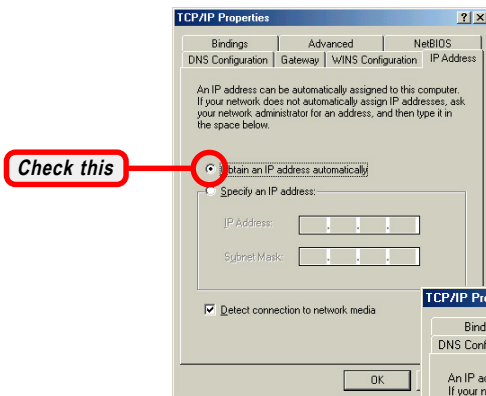 TCP/IP Properties
Bindings Advanced NetBIOS
DNS Configuration Gateway WINS Configuration IP Address
An IP address can be automatically assigned to this computer.
If your network does not automatically assign IP addresses, ask
your network administrator for an address, and then type it in
the space below.
Check this
btain an IP address automatically
Specify an IP address:
IP Address:
Subnet Mask:
Detect connection to network media
OK
TCP/IP Pr
Bind
DNS Conf
An IP a
If your n